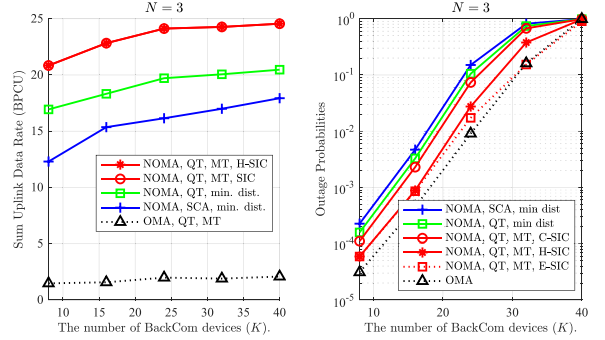 N = 3
Sum Uplink Data Rate (BPCU)
25
20
15
10
5
0
NOMA, QT, MT, H-SIC
NOMA, QT, MT, SIC
NOMA, QT, min. dist.
NOMA, SCA, min. dist.
OMA, QT, MT
10 15 20 25 30 35 40
The number of BackCom devices (K).
N = 3
Outage Probabilities
10^0
10^-1
10^-2
10^-3
10^-4
10^-5
NOMA, SCA, min dist
NOMA, QT, min dist
NOMA, QT, MT, C-SIC
NOMA, QT, MT, H-SIC
NOMA, QT, MT, E-SIC
OMA
10 15 20 25 30 35 40
The number of BackCom devices (K).